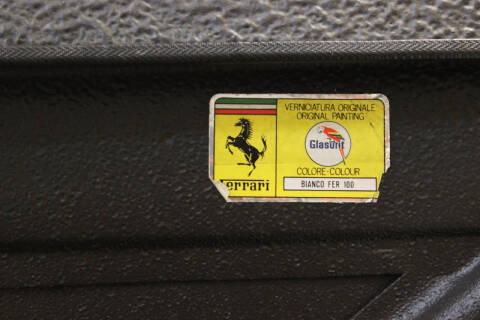 VERNICIATURA ORIGINALE
ORIGINAL PAINTING
Glasurit
COLORE-COLOUR
Ferrari
BIANCO FER 100